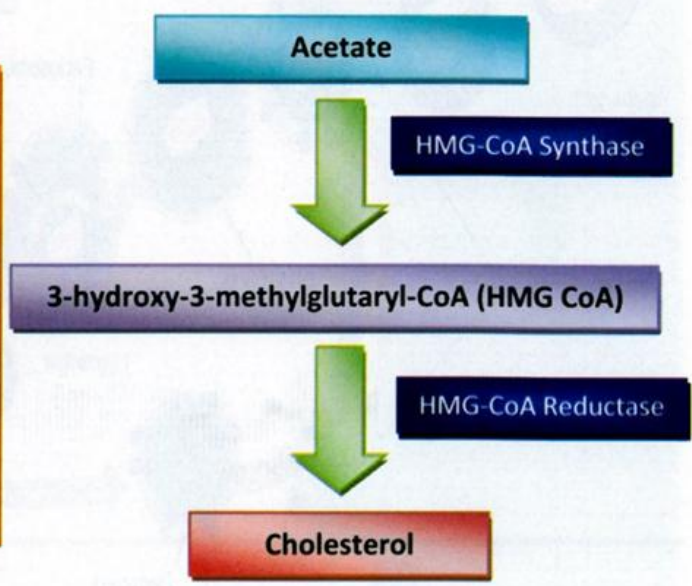 Acetate
HMG-CoA Synthase
3-hydroxy-3-methylglutaryl-CoA (HMG CoA)
HMG-CoA Reductase
Cholesterol